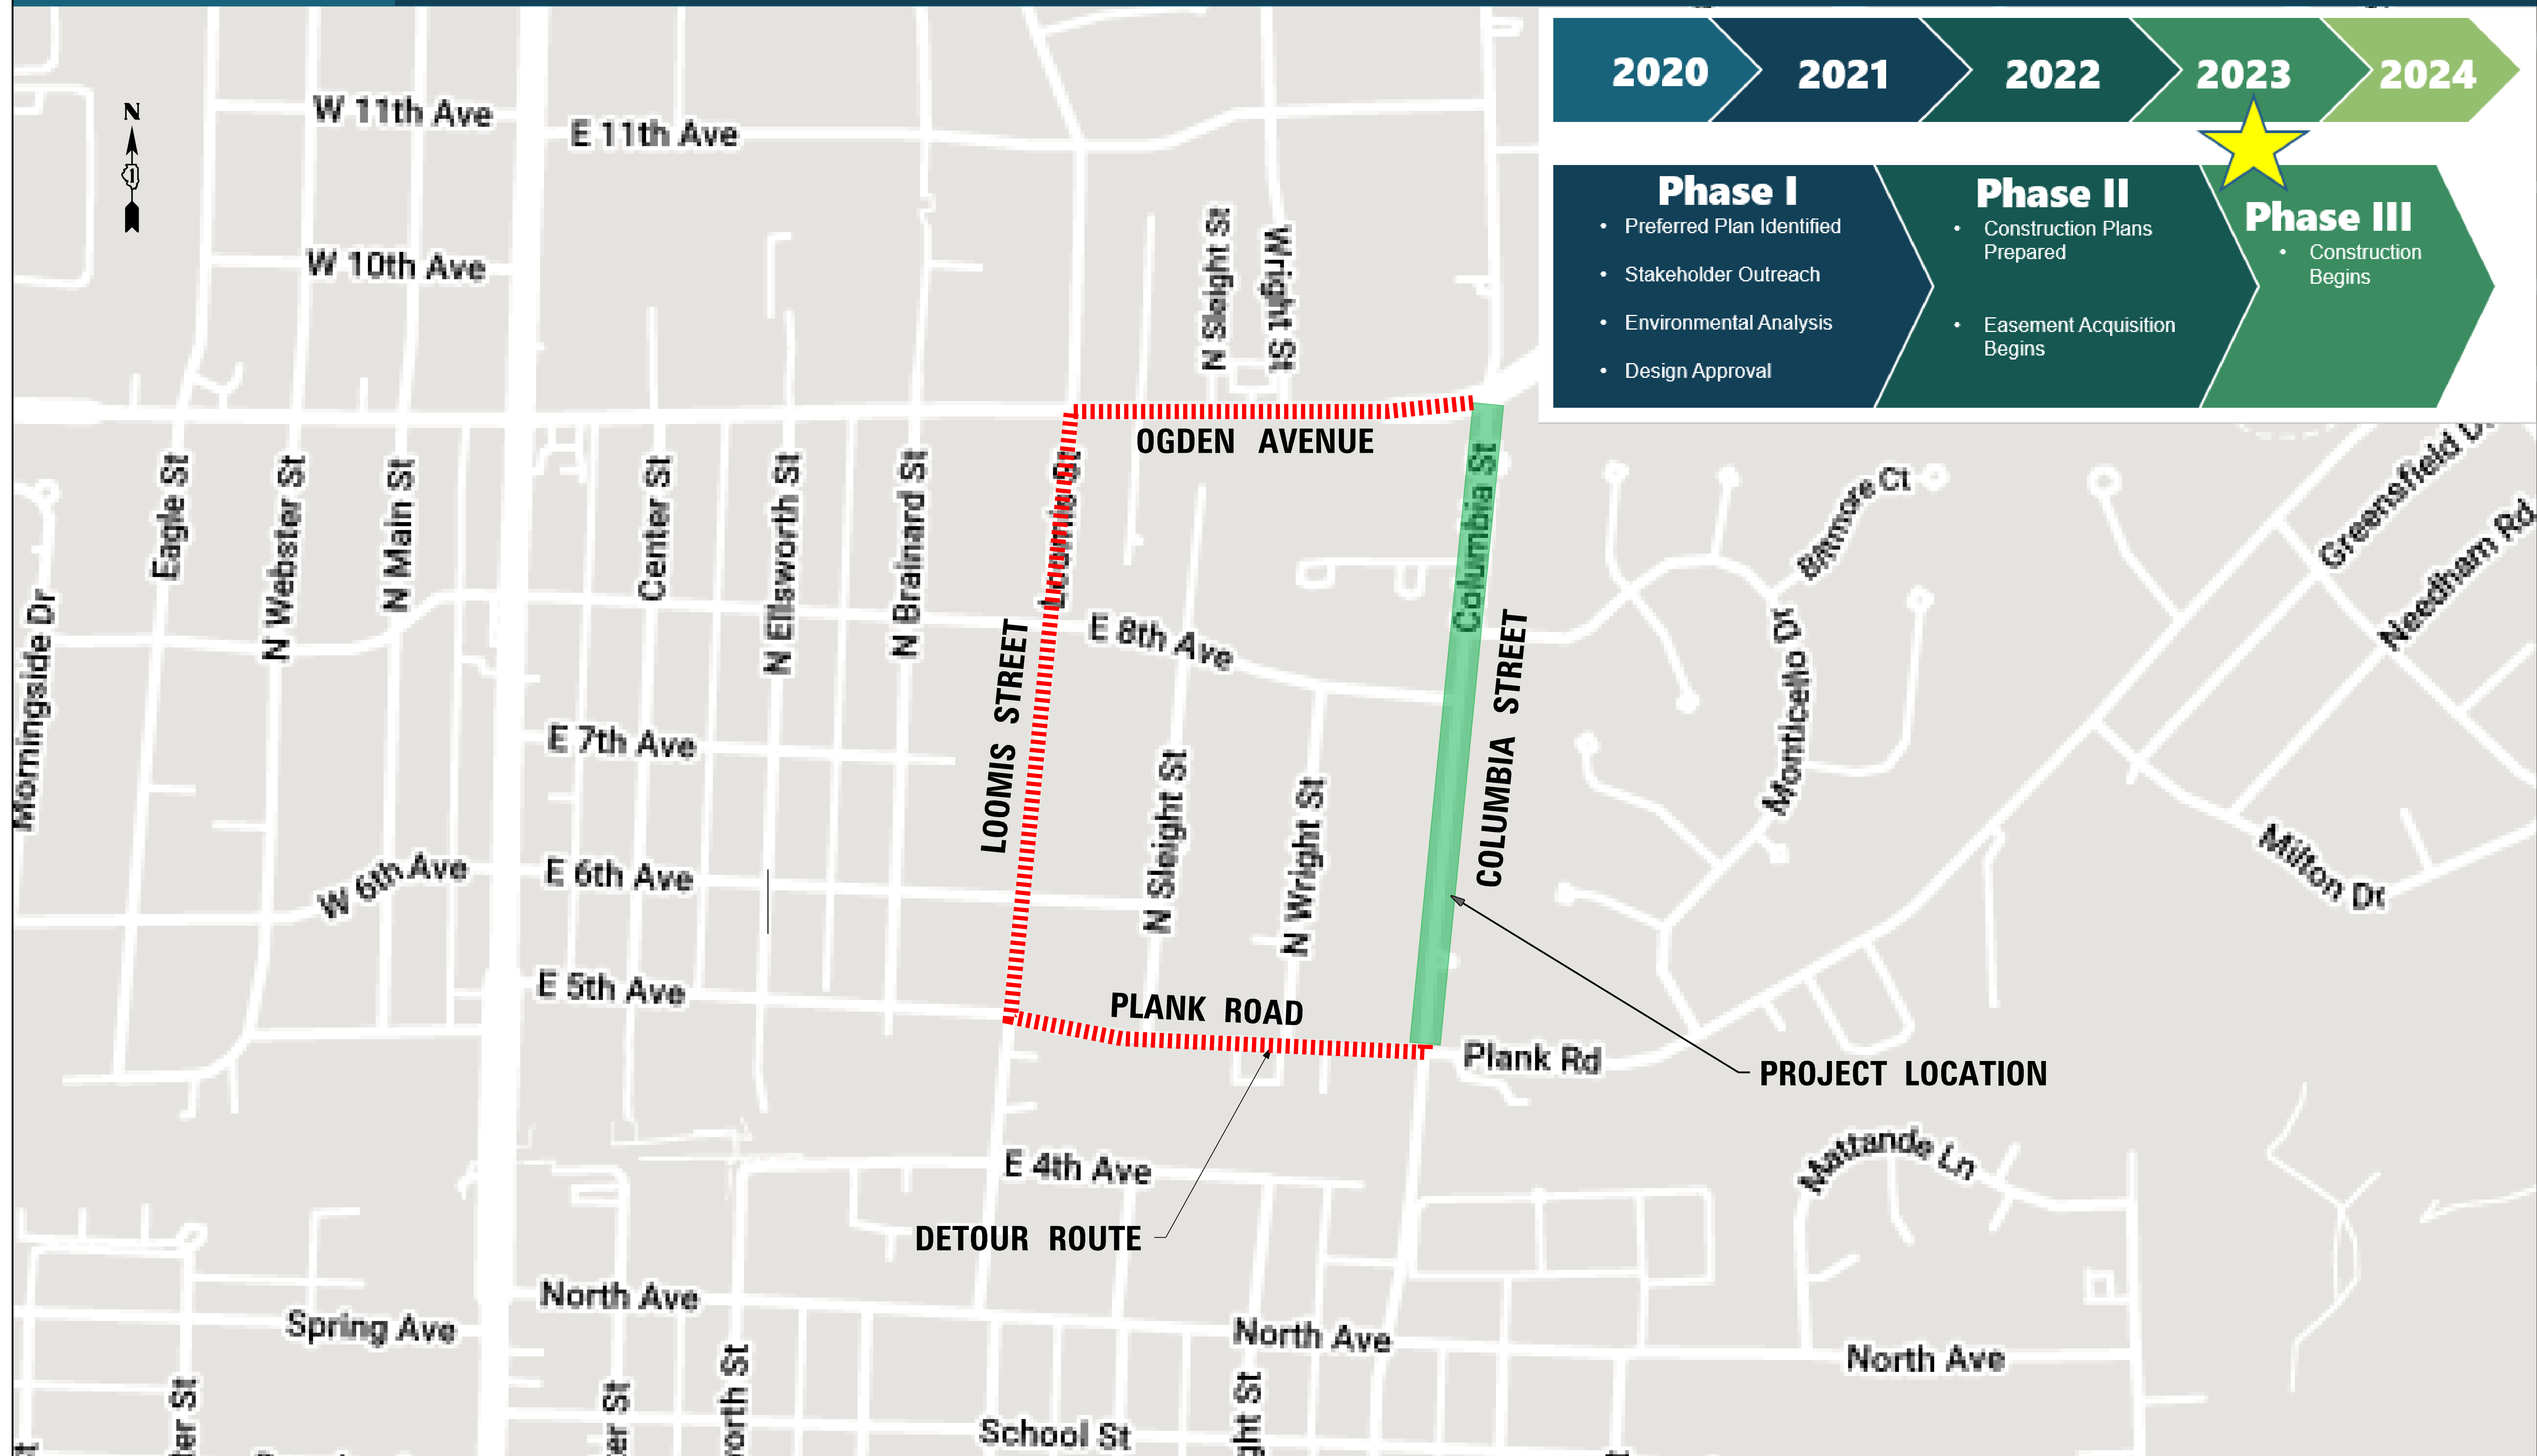 2020
2021
2022
2023
2024
Phase I
• Preferred Plan Identified
• Stakeholder Outreach
• Environmental Analysis
• Design Approval
Phase II
• Construction Plans
Prepared
• Easement Acquisition
Begins
Phase III
• Construction
Begins
N
1
W 11th Ave
E 11th Ave
W 10th Ave
N Sleight St
Wright St
OGDEN AVENUE
Eagle St
N Webster St
N Main St
Center St
N Ellsworth St
N Brainard St
Columbia St
Morningside Dr
E 8th Ave
LOOMIS STREET
COLUMBIA STREET
Monticello Dr
Greensfield
Needham Rd
E 7th Ave
N Sleight St
N Wright St
W 6th Ave
E 6th Ave
Milton Dr
E 5th Ave
PLANK ROAD
Plank Rd
PROJECT LOCATION
E 4th Ave
Mattande Ln
DETOUR ROUTE
North Ave
Spring Ave
North Ave
North Ave
School St